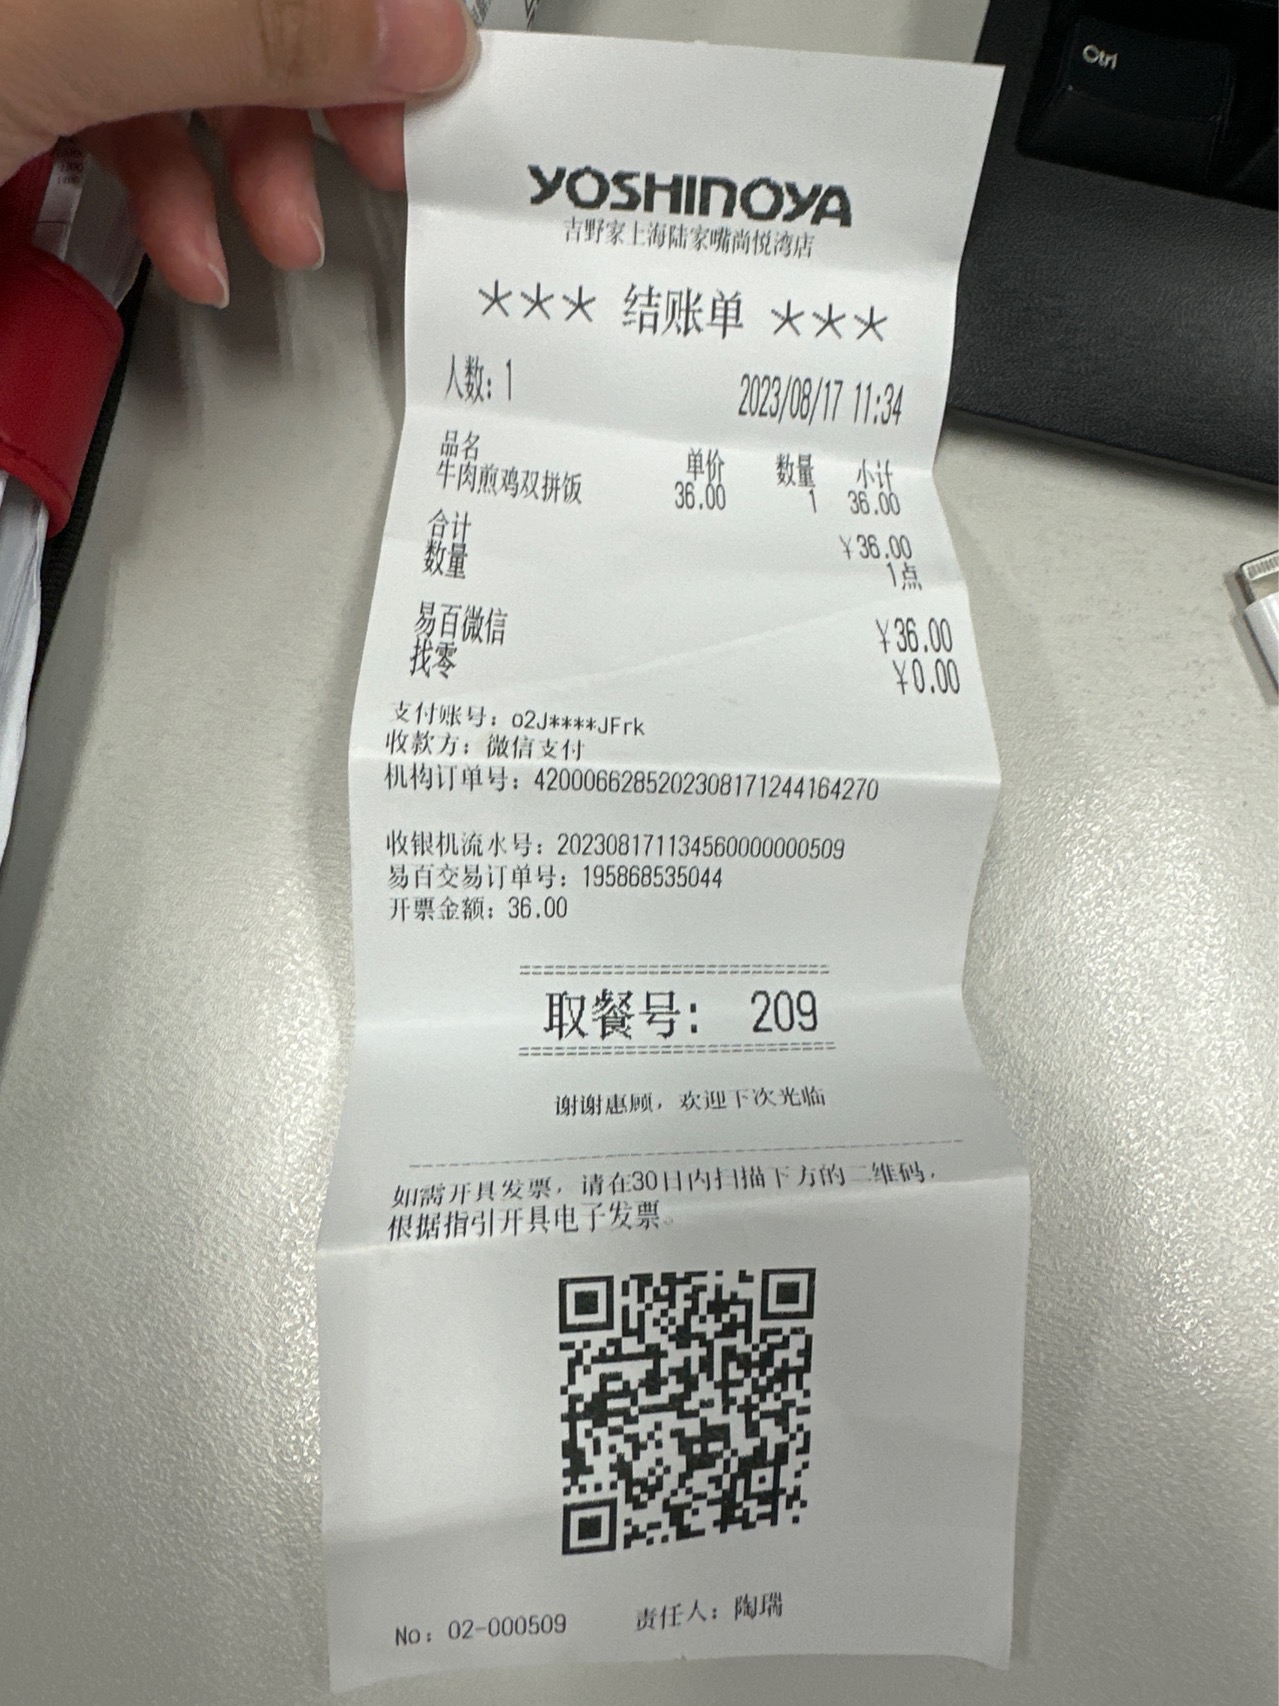 Ctrl
YOSHINOYA
吉野家上海陆家嘴尚悦湾店
*** 结账单 ***
人数: 1 2023/08/17 11:34
品名 单价 数量 小计
牛肉煎鸡双拼饭 36.00 1 36.00
合计 ¥36.00
数量 1点
易百微信 ¥36.00
找零 ¥0.00
支付账号: o2J****JFrk
收款方: 微信支付
机构订单号: 4200066285202308171244164270
收银机流水号: 2023081711345600000000509
易百交易订单号: 195868535044
开票金额: 36.00
取餐号: 209
谢谢惠顾, 欢迎下次光临
如需开具发票, 请在30日内扫描下方的二维码,
根据指引开具电子发票。
No: 02-000509 责任人: 陶瑞